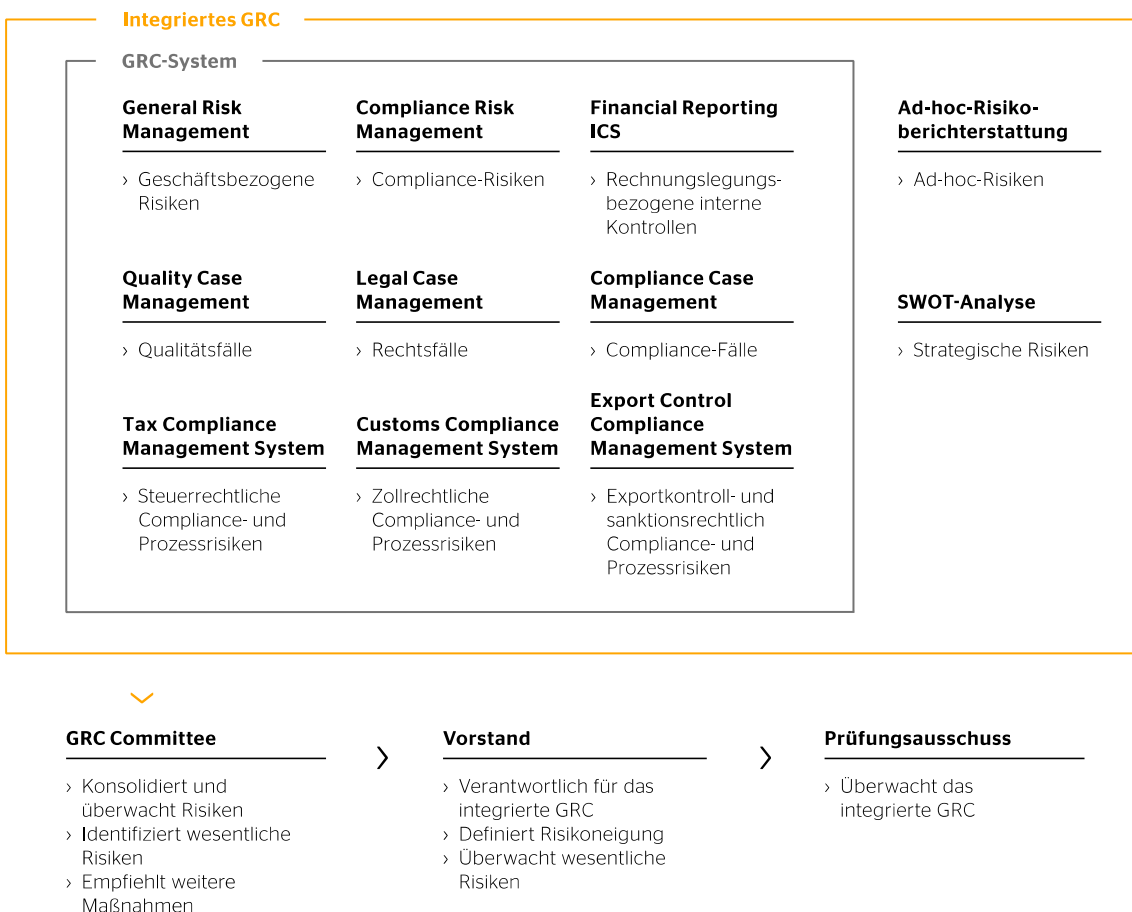 Integriertes GRC
GRC-System
General Risk
Management
› Geschäftsbezogene
Risiken
Compliance Risk
Management
› Compliance-Risiken
Financial Reporting
ICS
› Rechnungslegungs-
bezogene interne
Kontrollen
Ad-hoc-Risiko-
berichterstattung
› Ad-hoc-Risiken
Quality Case
Management
› Qualitätsfälle
Legal Case
Management
› Rechtsfälle
Compliance Case
Management
› Compliance-Fälle
SWOT-Analyse
› Strategische Risiken
Tax Compliance
Management System
› Steuerrechtliche
Compliance- und
Prozessrisiken
Customs Compliance
Management System
› Zollrechtliche
Compliance- und
Prozessrisiken
Export Control
Compliance
Management System
› Exportkontroll- und
sanktionsrechtlich
Compliance- und
Prozessrisiken
GRC Committee
› Konsolidiert und
überwacht Risiken
› Identifiziert wesentliche
Risiken
› Empfiehlt weitere
Maßnahmen
Vorstand
› Verantwortlich für das
integrierte GRC
› Definiert Risikoneigung
› Überwacht wesentliche
Risiken
Prüfungsausschuss
› Überwacht das
integrierte GRC